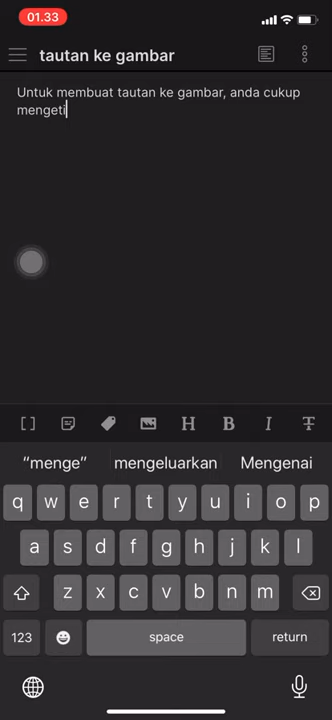 01.33
tautan ke gambar
Untuk membuat tautan ke gambar, anda cukup
mengeti
[ ] H B I T
“menge” mengeluarkan Mengenai
q w e r t y u i o p
a s d f g h j k l
z x c v b n m
123 space return